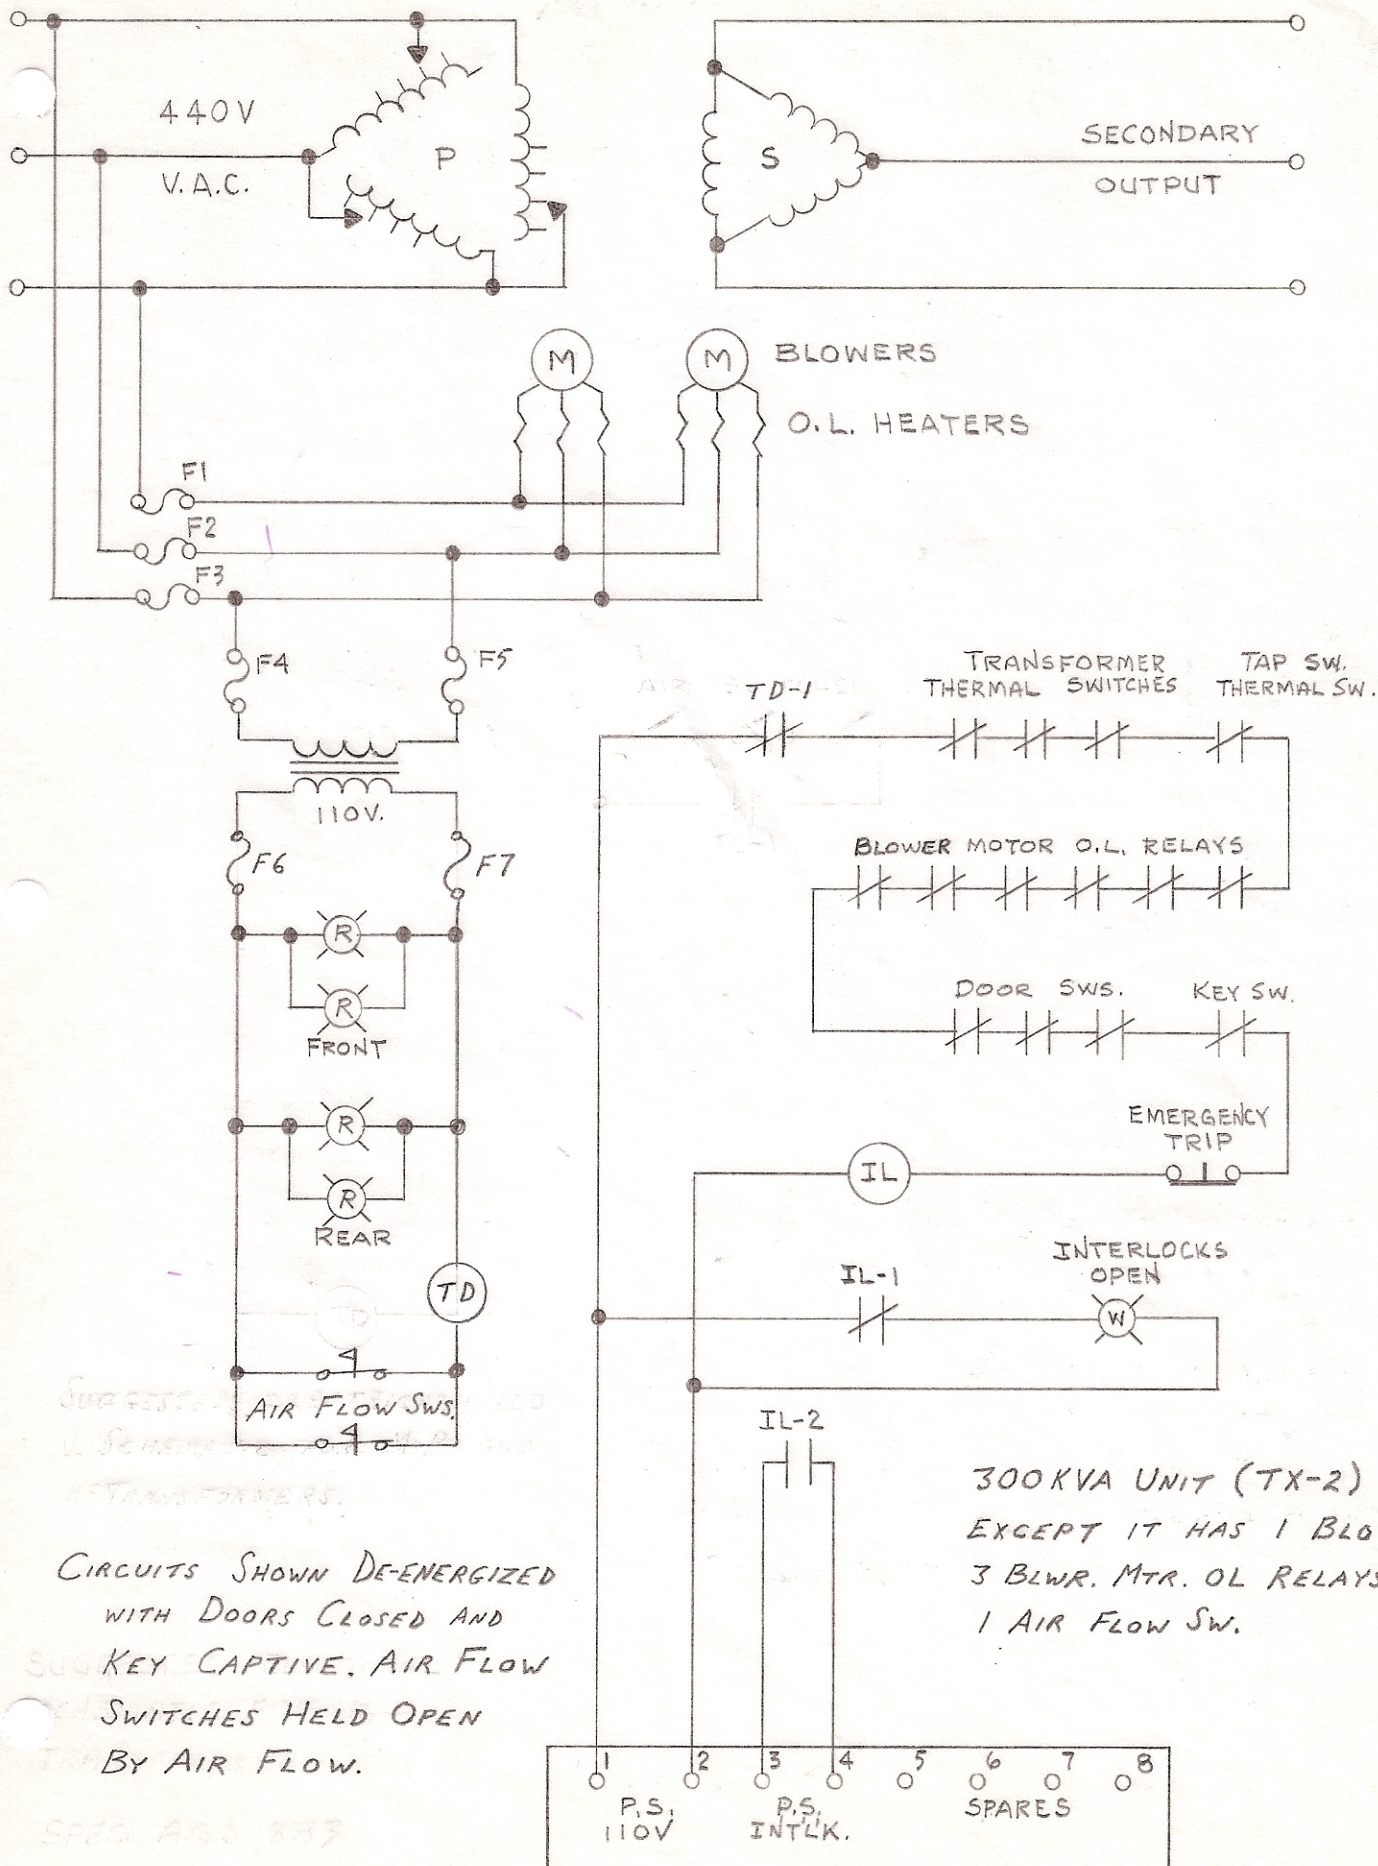 440V
V.A.C.
P
S
SECONDARY
OUTPUT
M
M
BLOWERS
O.L. HEATERS
F1
F2
F3
F4
F5
TRANSFORMER
THERMAL SWITCHES
TAP SW.
THERMAL SW.
TD-1
110V.
F6
F7
BLOWER MOTOR O.L. RELAYS
R
R
FRONT
DOOR SWS.
KEY SW.
R
R
REAR
EMERGENCY
TRIP
IL
TD
TD
INTERLOCKS
OPEN
IL-1
W
AIR FLOW SWS.
IL-2
K-TRANSFORMERS.
300KVA UNIT (TX-2)
EXCEPT IT HAS 1 BLO
3 BLWR. MTR. OL RELAYS
1 AIR FLOW SW.
CIRCUITS SHOWN DE-ENERGIZED
WITH DOORS CLOSED AND
KEY CAPTIVE. AIR FLOW
SWITCHES HELD OPEN
BY AIR FLOW.
1 2 3 4 5 6 7 8
P.S.
110V
P.S.
INT'L'K.
SPARES